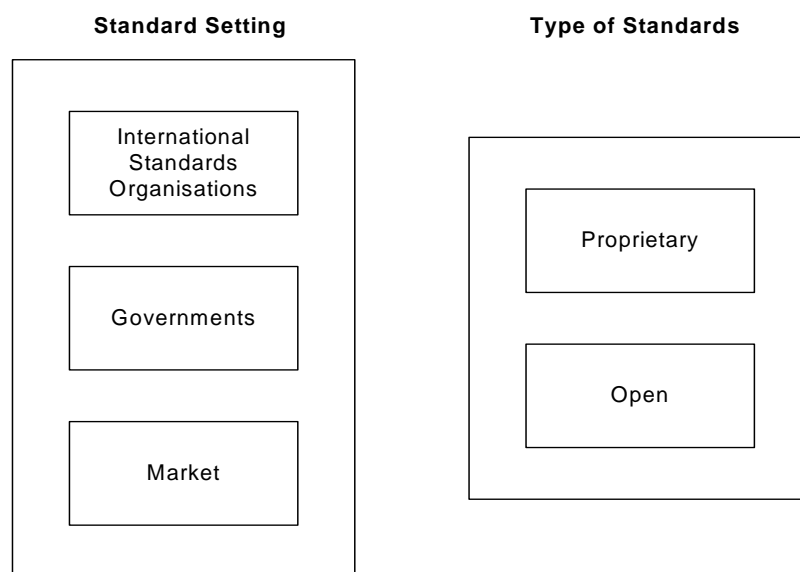 Standard Setting
International
Standards
Organisations
Governments
Market
Type of Standards
Proprietary
Open